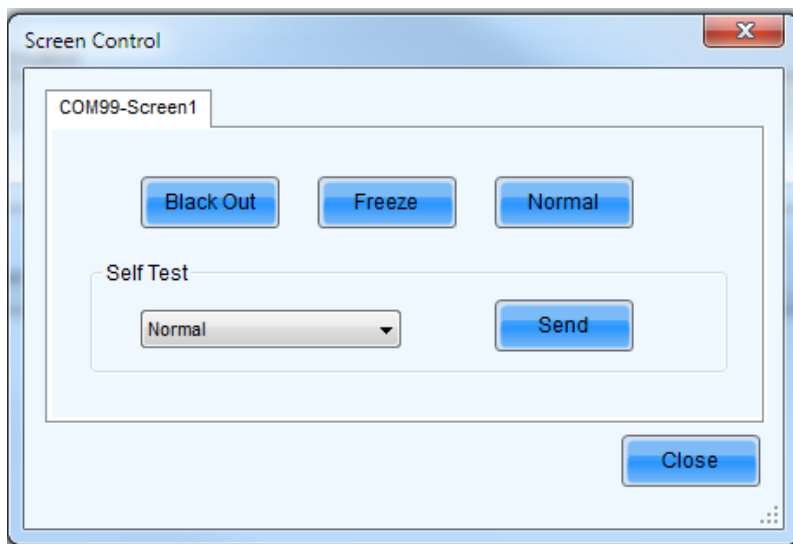 Screen Control
COM99-Screen1
Black Out Freeze Normal
Self Test
Normal Send
Close